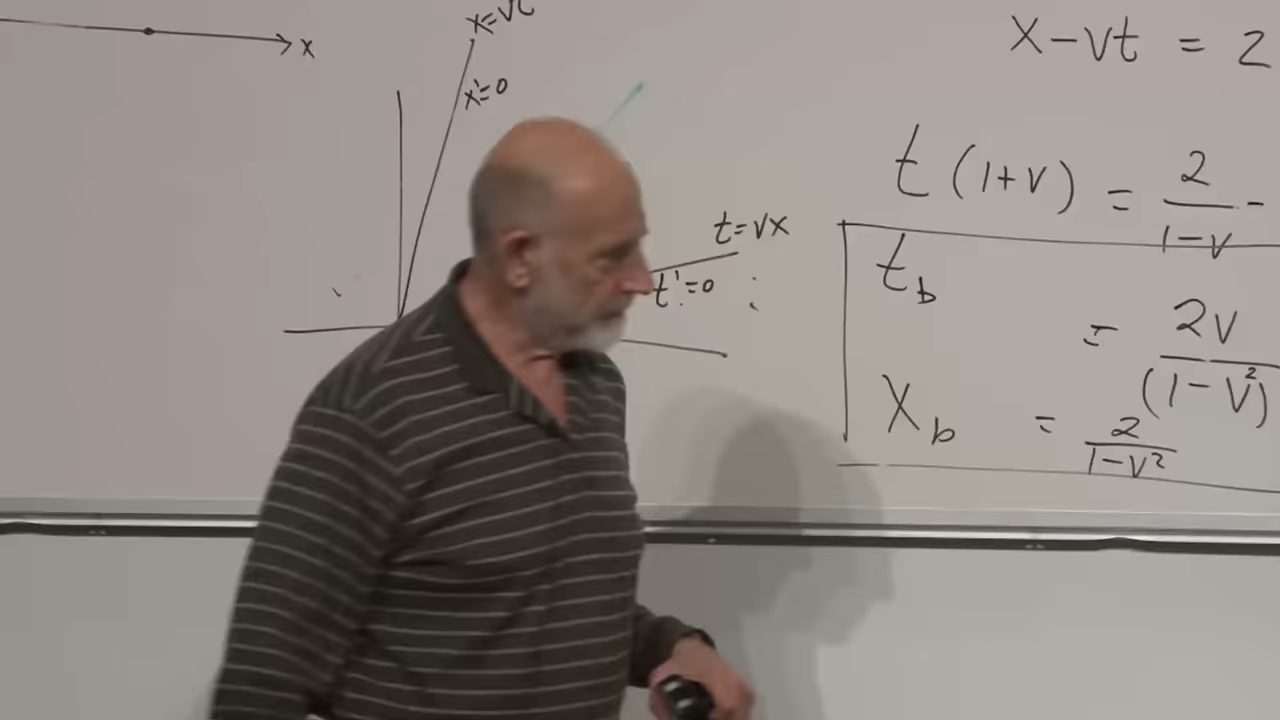 x
x=vt
x'=0
t=vx
t'=0
x-vt = 2
t(1+v) = 2/1-v -
t_b = 2v/(1-v²)
x_b = 2/1-v²